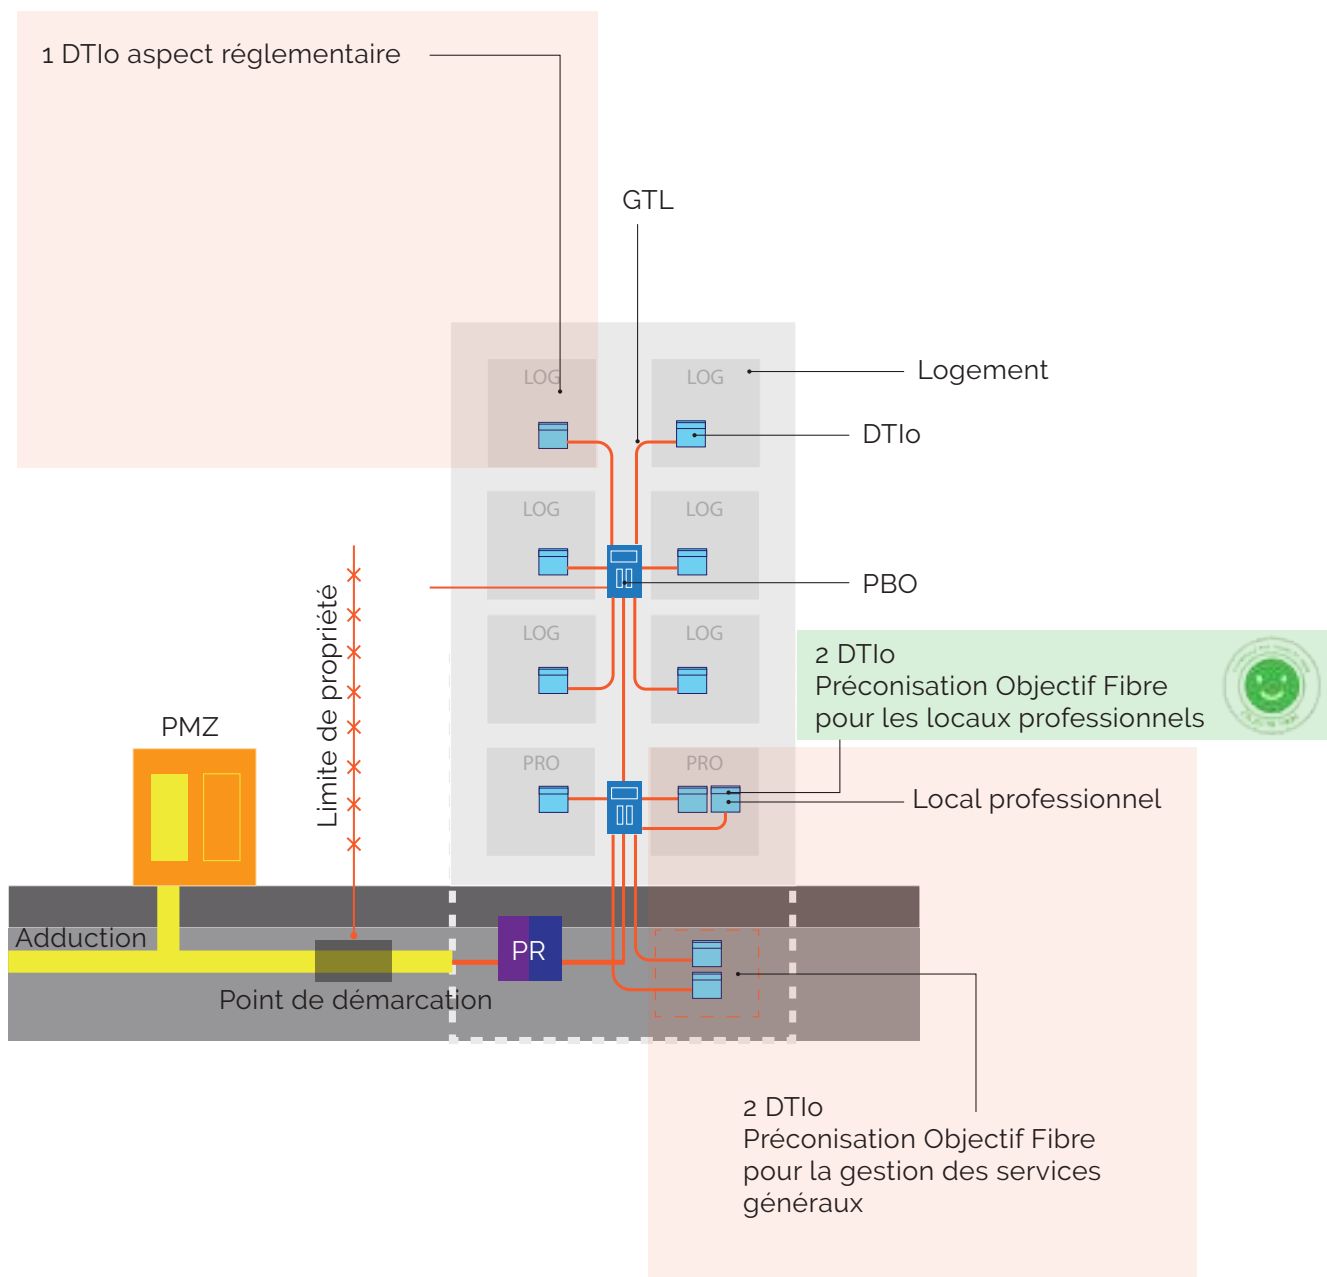 1 DTIo aspect réglementaire
GTL
LOG
LOG
Logement
DTIo
LOG
LOG
PBO
Limite de propriété
LOG
LOG
2 DTIo
Préconisation Objectif Fibre
pour les locaux professionnels
PMZ
PRO
PRO
Local professionnel
Adduction
PR
Point de démarcation
2 DTIo
Préconisation Objectif Fibre
pour la gestion des services
généraux